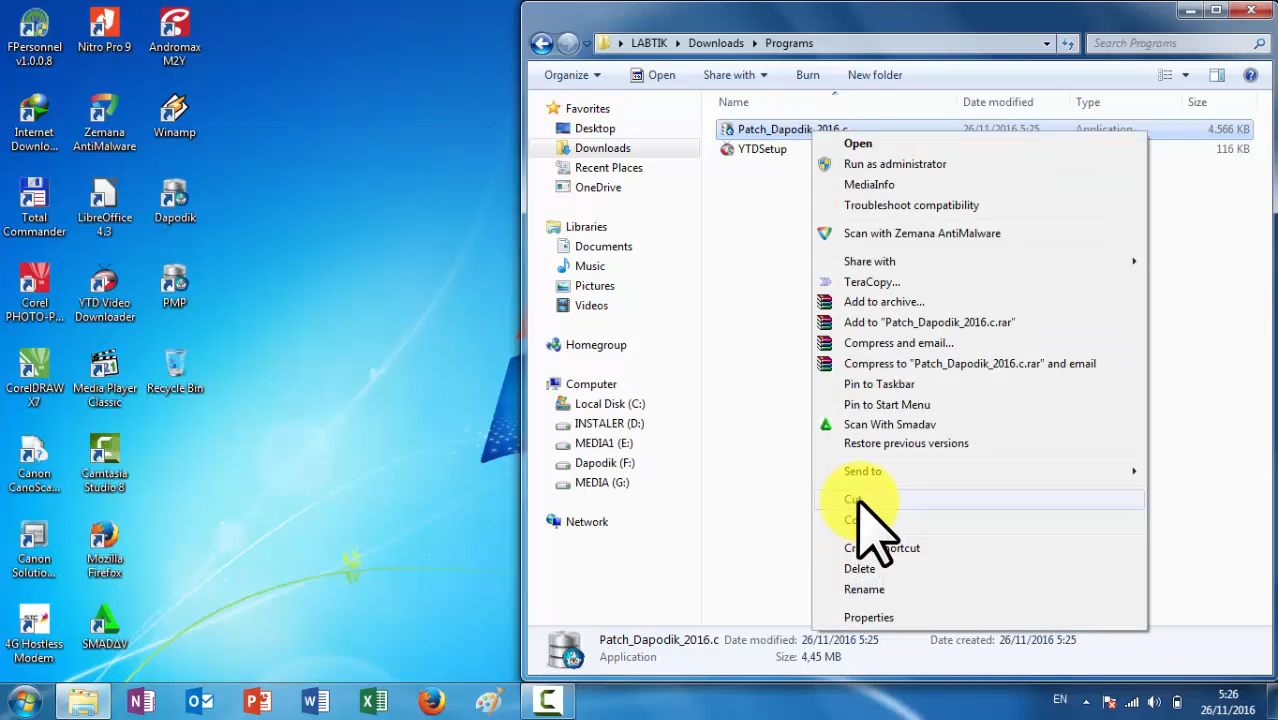 FPersonnel
v1.0.0.8
Nitro Pro 9
Andromax
M2Y
Internet
Downlo...
Zemana
AntiMalware
Winamp
Total
Commander
LibreOffice
4.3
Dapodik
Corel
PHOTO-P...
YTD Video
Downloader
PMP
CorelDRAW
X7
Media Player
Classic
Recycle Bin
Canon
CanoSca...
Camtasia
Studio 8
Canon
Solutio...
Mozilla
Firefox
4G Hostless
Modem
SMADAV
LABTIK
Downloads
Programs
Search Programs
Organize
Open
Share with
Burn
New folder
Favorites
Desktop
Downloads
Recent Places
OneDrive
Libraries
Documents
Music
Pictures
Videos
Homegroup
Computer
Local Disk (C:)
INSTALER (D:)
MEDIA1 (E:)
Dapodik (F:)
MEDIA (G:)
Network
Name
Date modified
Type
Size
Patch_Dapodik_2016.c
26/11/2016 5:25
Application
4.566 KB
YTDSetup
116 KB
Open
Run as administrator
MediaInfo
Troubleshoot compatibility
Scan with Zemana AntiMalware
Share with
TeraCopy...
Add to archive...
Add to "Patch_Dapodik_2016.c.rar"
Compress and email...
Compress to "Patch_Dapodik_2016.c.rar" and email
Pin to Taskbar
Pin to Start Menu
Scan With Smadav
Restore previous versions
Send to
Cut
Delete
Rename
Properties
Patch_Dapodik_2016.c
Date modified: 26/11/2016 5:25
Date created: 26/11/2016 5:25
Application
Size: 4,45 MB
EN
5:26
26/11/2016